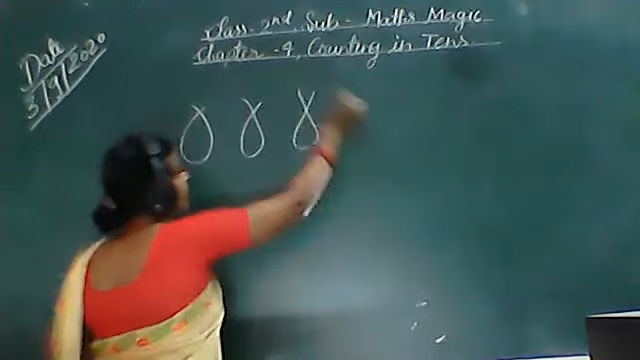 Class- 2nd, Sub - Maths Magic
Chapter - 4, Counting in Tens
Date
3/9/2020